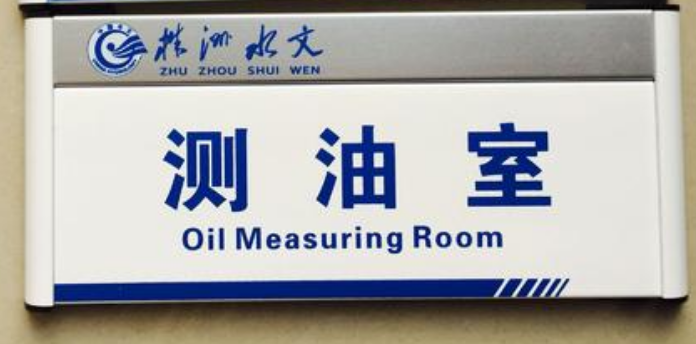 株洲水文
ZHU ZHOU SHUI WEN
测油室
Oil Measuring Room